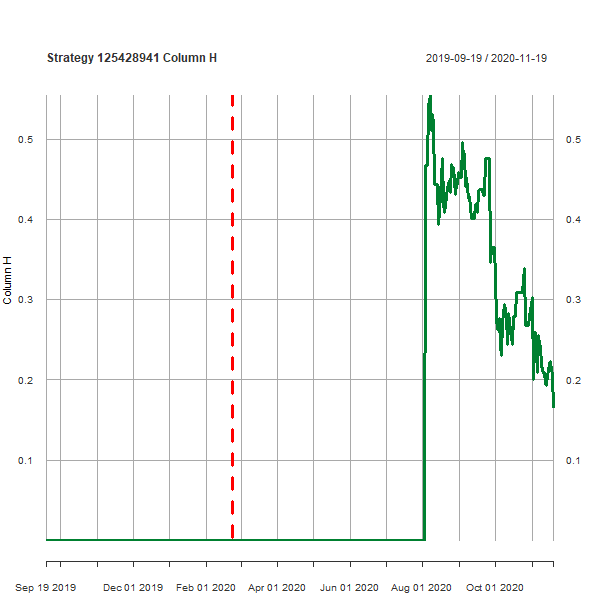 Strategy 125428941 Column H
2019-09-19 / 2020-11-19
0.5 0.5
0.4 0.4
0.3 0.3
0.2 0.2
0.1 0.1
Column H
Sep 19 2019 Dec 01 2019 Feb 01 2020 Apr 01 2020 Jun 01 2020 Aug 01 2020 Oct 01 2020